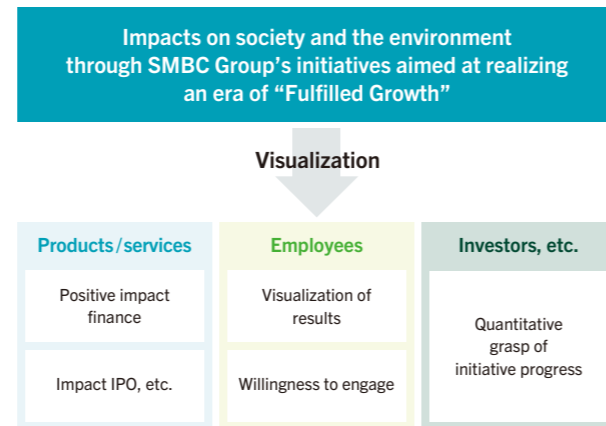 Impacts on society and the environment
through SMBC Group’s initiatives aimed at realizing
an era of “Fulfilled Growth”
Visualization
Products/services
Positive impact
finance
Impact IPO, etc.
Employees
Visualization of
results
Willingness to engage
Investors, etc.
Quantitative
grasp of
initiative progress